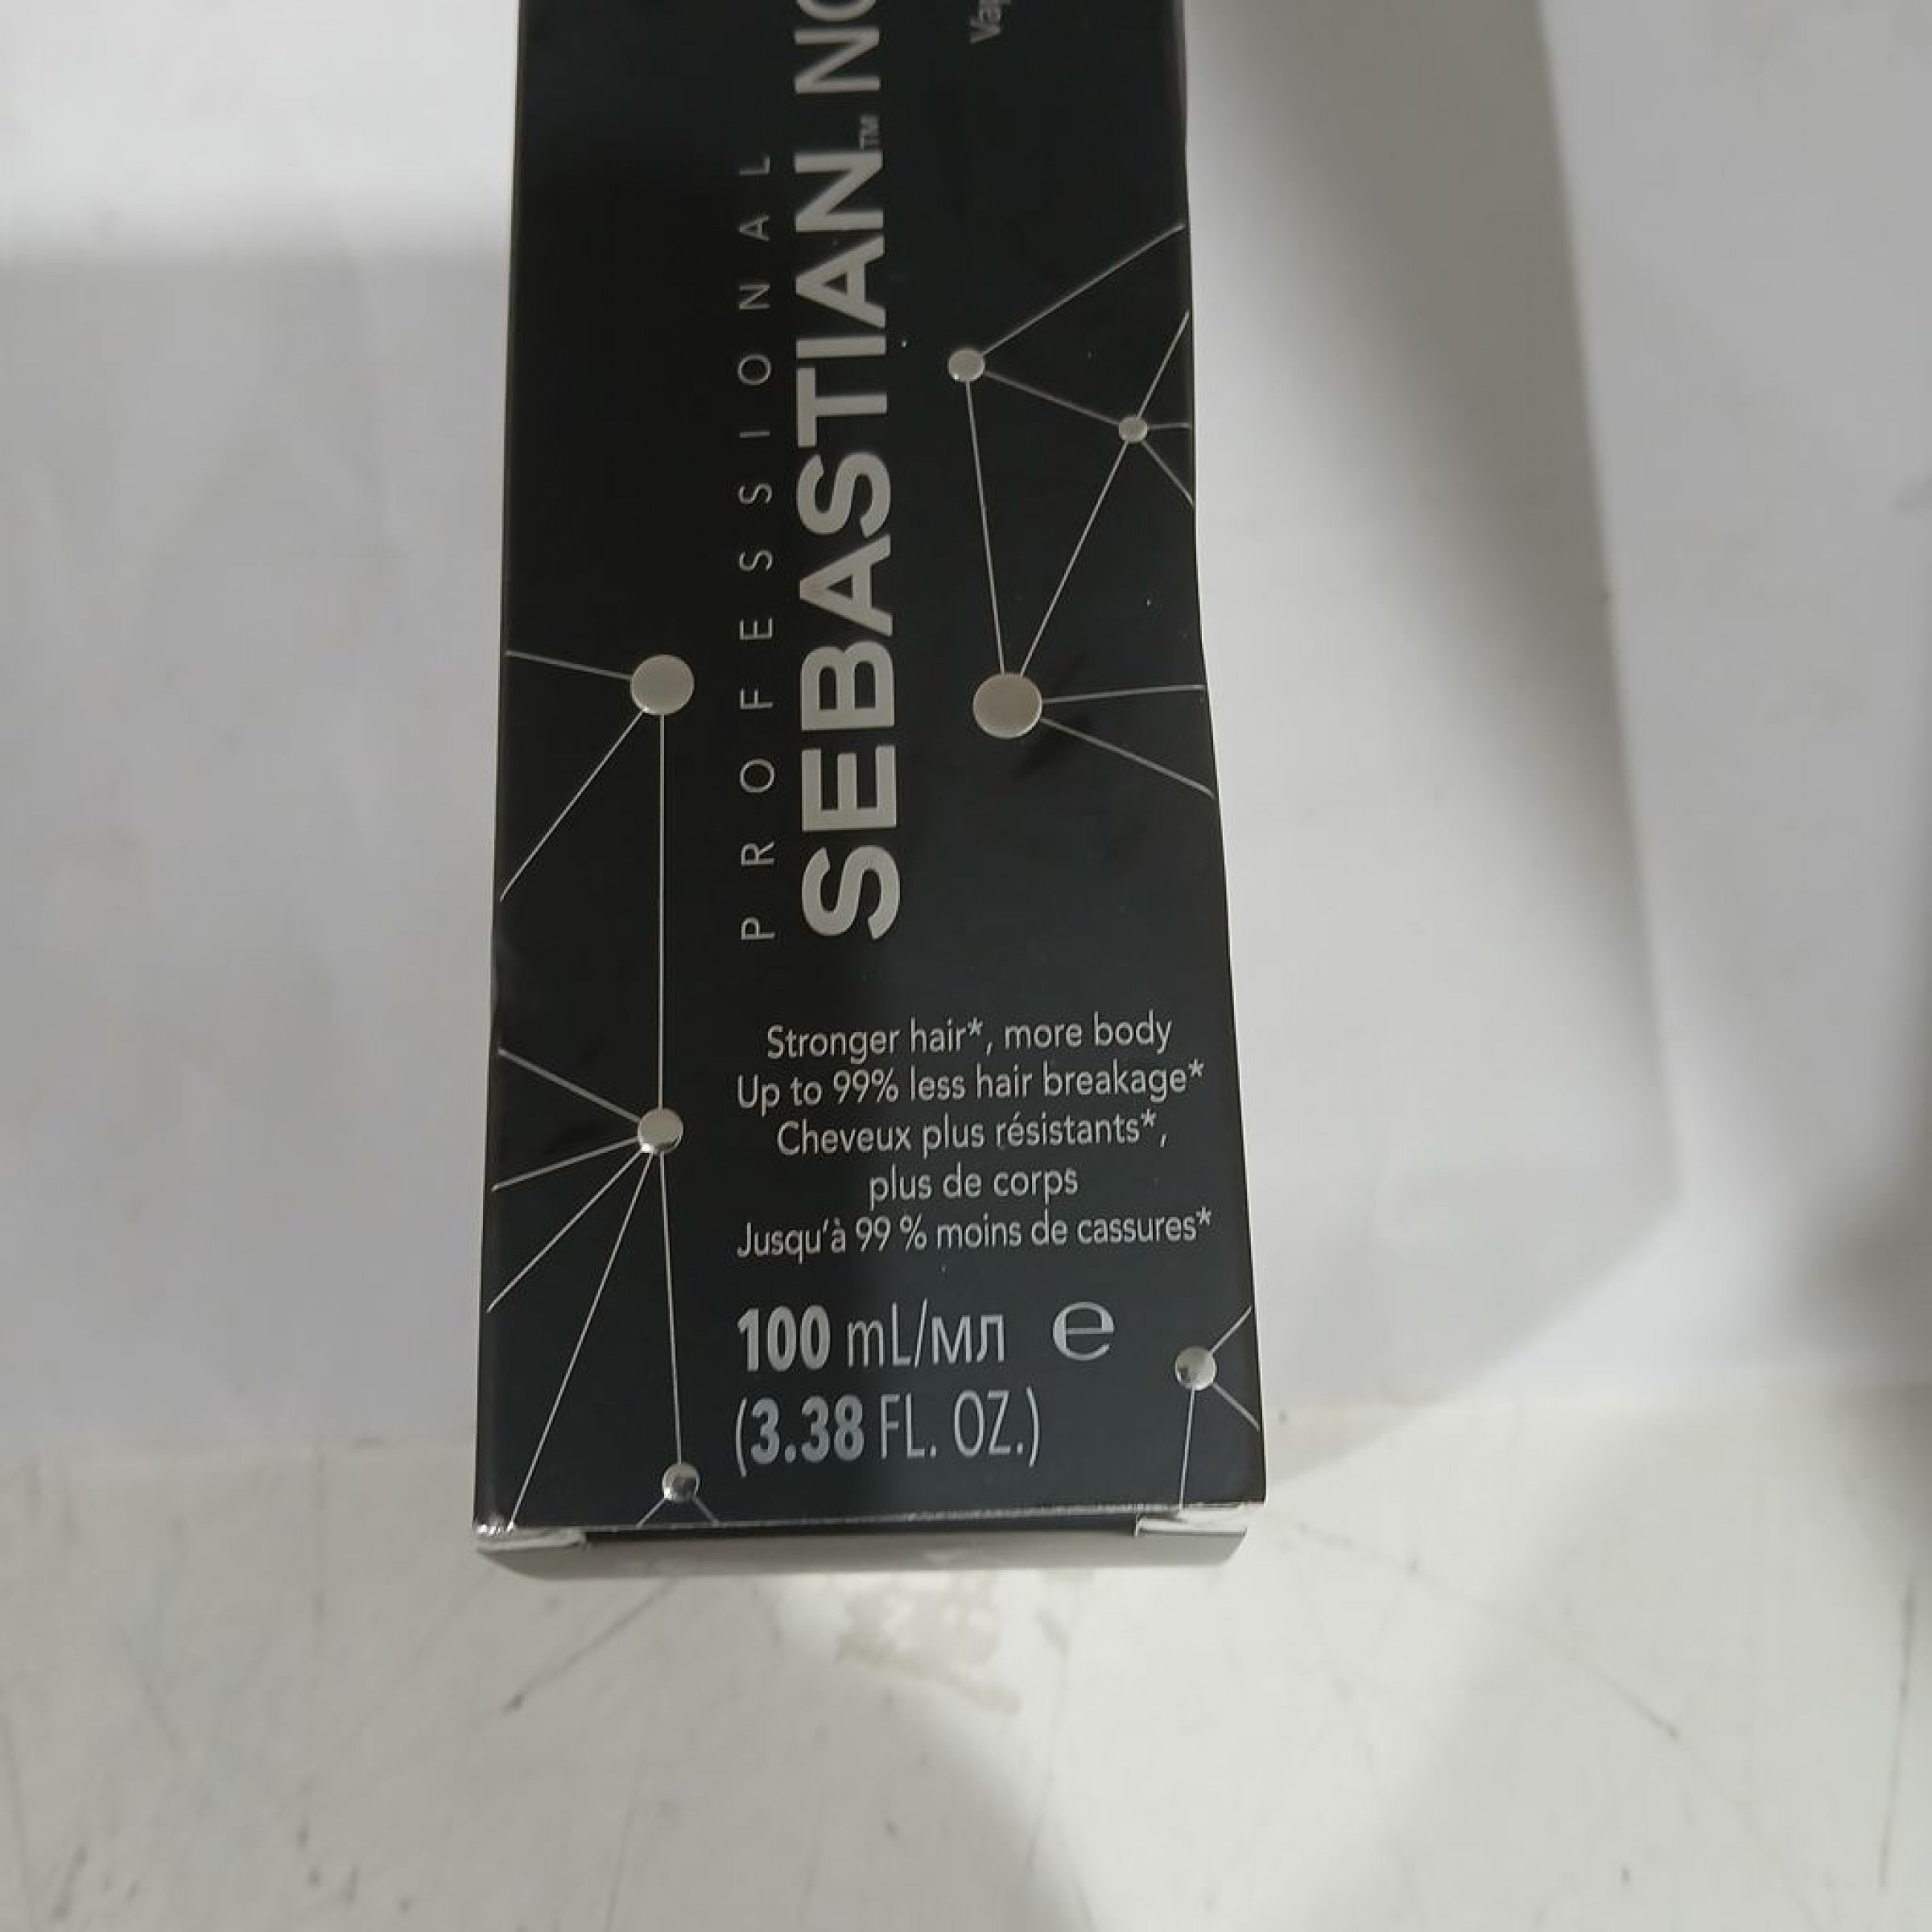 PROFESSIONAL
SEBASTIAN™
Stronger hair*, more body
Up to 99% less hair breakage*
Cheveux plus résistants*,
plus de corps
Jusqu'à 99 % moins de cassures*
100 mL/мл ℮
(3.38 FL. OZ.)